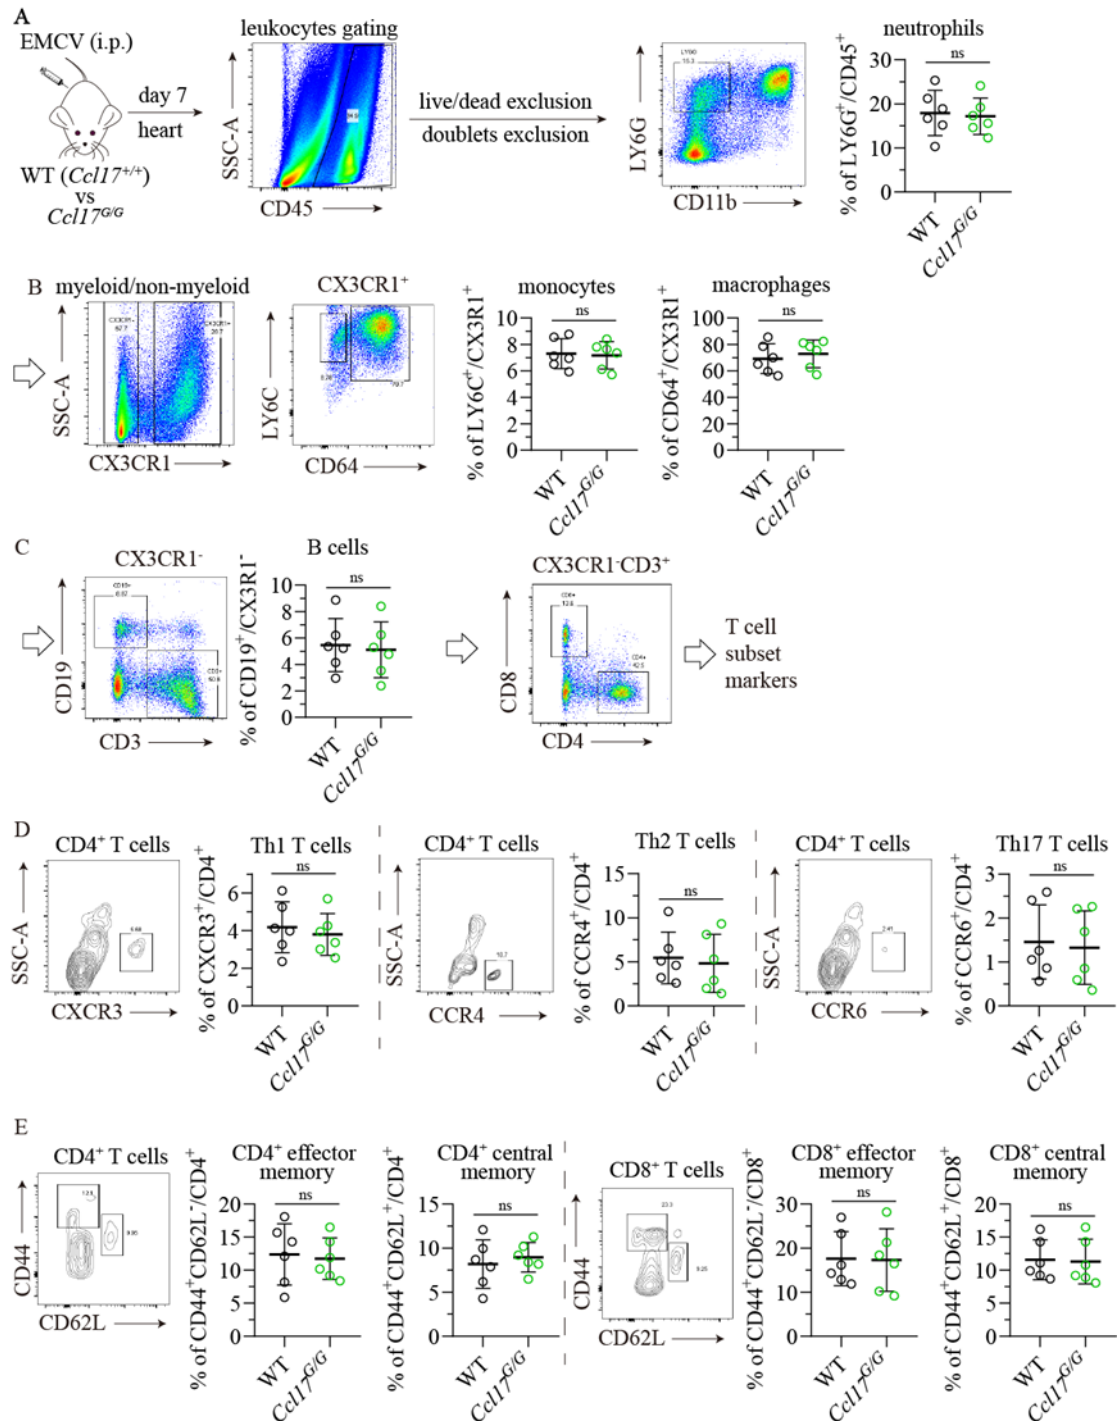 A
EMCV (i.p.)
day 7
heart
WT (Ccl17+/+)
vs
Ccl17G/G
leukocytes gating
SSC-A
CD45
live/dead exclusion
doublets exclusion
LY6G
CD11b
neutrophils
% of LY6G+/CD45+
30
20
10
0
ns
WT
Ccl17G/G
B
myeloid/non-myeloid
SSC-A
CX3CR1
CX3CR1+
LY6C
CD64
monocytes
% of LY6C+/CX3R1+
10
8
6
4
2
0
ns
WT
Ccl17G/G
macrophages
% of CD64+/CX3R1+
100
80
60
40
20
0
ns
WT
Ccl17G/G
C
CX3CR1-
CD19
CD3
B cells
% of CD19+/CX3R1-
10
8
6
4
2
0
ns
WT
Ccl17G/G
CX3CR1-CD3+
CD8
CD4
T cell
subset
markers
D
CD4+ T cells
SSC-A
CXCR3
Th1 T cells
% of CXCR3+/CD4+
6
4
2
0
ns
WT
Ccl17G/G
CD4+ T cells
SSC-A
10.7
CCR4
Th2 T cells
% of CCR4+/CD4+
15
10
5
0
ns
WT
Ccl17G/G
CD4+ T cells
SSC-A
2.41
CCR6
Th17 T cells
% of CCR6+/CD4+
3
2
1
0
ns
WT
Ccl17G/G
E
CD4+ T cells
CD44
CD62L
CD4+ effector
memory
% of CD44+CD62L-/CD4+
20
15
10
5
0
ns
WT
Ccl17G/G
CD4+ central
memory
% of CD44+CD62L+/CD4+
15
10
5
0
ns
WT
Ccl17G/G
CD8+ T cells
CD44
23.3
9.25
CD62L
CD8+ effector
memory
% of CD44+CD62L-/CD8+
30
20
10
0
ns
WT
Ccl17G/G
CD8+ central
memory
% of CD44+CD62L+/CD8+
20
15
10
5
0
ns
WT
Ccl17G/G